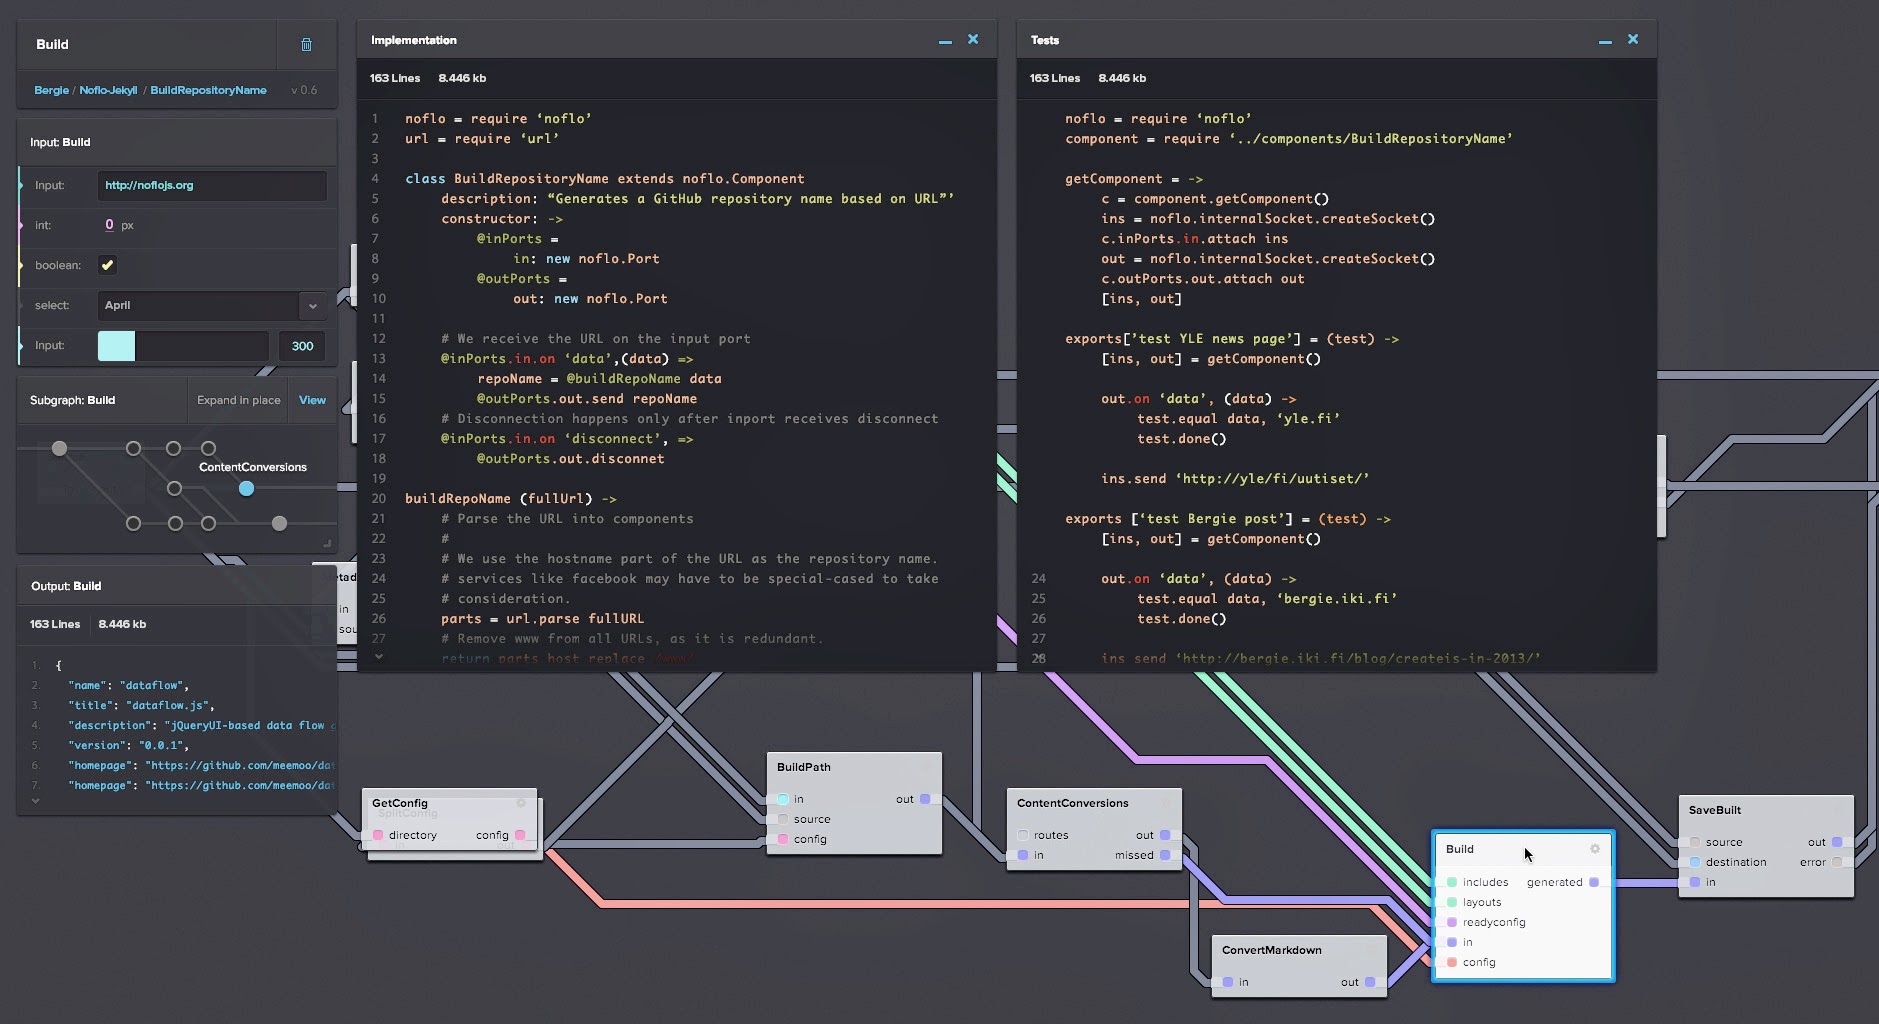 Build
Bergie / Noflo-Jekyll / BuildRepositoryName v 0.6
Input: Build
Input: http://noflojs.org
int: 0 px
boolean:
select: April
Input: 300
Subgraph: Build Expand in place View
ContentConversions
Output: Build
163 Lines 8.446 kb
1. {
2. "name": "dataflow",
3. "title": "dataflow.js",
4. "description": "jQueryUI-based data flow
5. "version": "0.0.1",
6. "homepage": "https://github.com/meemoo/dat
7. "homepage": "https://github.com/meemoo/dat
Implementation
163 Lines 8.446 kb
1 noflo = require ‘noflo’
2 url = require ‘url’
3
4 class BuildRepositoryName extends noflo.Component
5 description: “Generates a GitHub repository name based on URL”’
6 constructor: ->
7 @inPorts =
8 in: new noflo.Port
9 @outPorts =
10 out: new noflo.Port
11
12 # We receive the URL on the input port
13 @inPorts.in.on ‘data’,(data) =>
14 repoName = @buildRepoName data
15 @outPorts.out.send repoName
16 # Disconnection happens only after inport receives disconnect
17 @inPorts.in.on ‘disconnect’, =>
18 @outPorts.out.disconnet
19
20 buildRepoName (fullUrl) ->
21 # Parse the URL into components
22 #
23 # We use the hostname part of the URL as the repository name.
24 # services like facebook may have to be special-cased to take
25 # consideration.
26 parts = url.parse fullURL
27 # Remove www from all URLs, as it is redundant.
return parts host replace /www/
Tests
163 Lines 8.446 kb
noflo = require ‘noflo’
component = require ‘../components/BuildRepositoryName’
getComponent = ->
c = component.getComponent()
ins = noflo.internalSocket.createSocket()
c.inPorts.in.attach ins
out = noflo.internalSocket.createSocket()
c.outPorts.out.attach out
[ins, out]
exports[‘test YLE news page’] = (test) ->
[ins, out] = getComponent()
out.on ‘data’, (data) ->
test.equal data, ‘yle.fi’
test.done()
ins.send ‘http://yle/fi/uutiset/’
exports [‘test Bergie post’] = (test) ->
[ins, out] = getComponent()
24 out.on ‘data’, (data) ->
25 test.equal data, ‘bergie.iki.fi’
26 test.done()
27
28 ins send ‘http://bergie.iki.fi/blog/createis-in-2013/’
Metad
in
sou
GetConfig
SplitConfig
directory config
in out
BuildPath
in out
source
config
ContentConversions
routes out
in missed
ConvertMarkdown
in out
Build
includes generated
layouts
readyconfig
in
config
SaveBuilt
source out
destination error
in